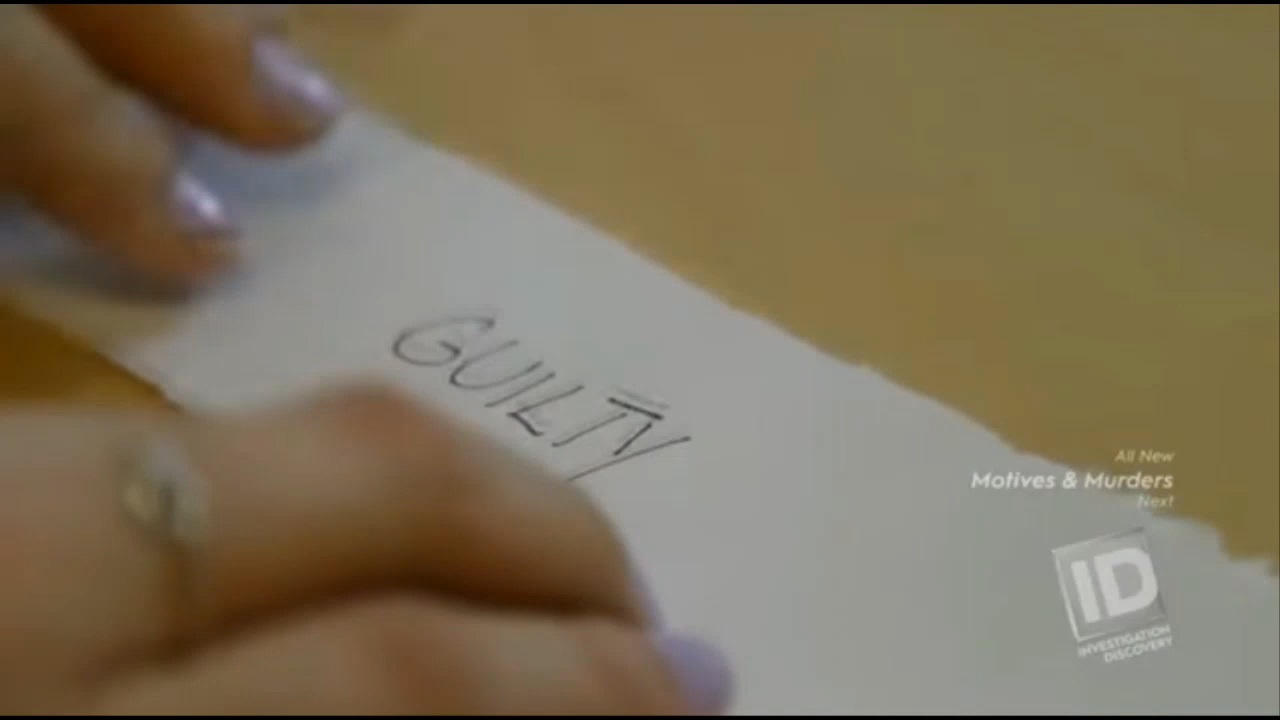 GUILTY
All New
Motives & Murders
Next
ID
INVESTIGATION
DISCOVERY